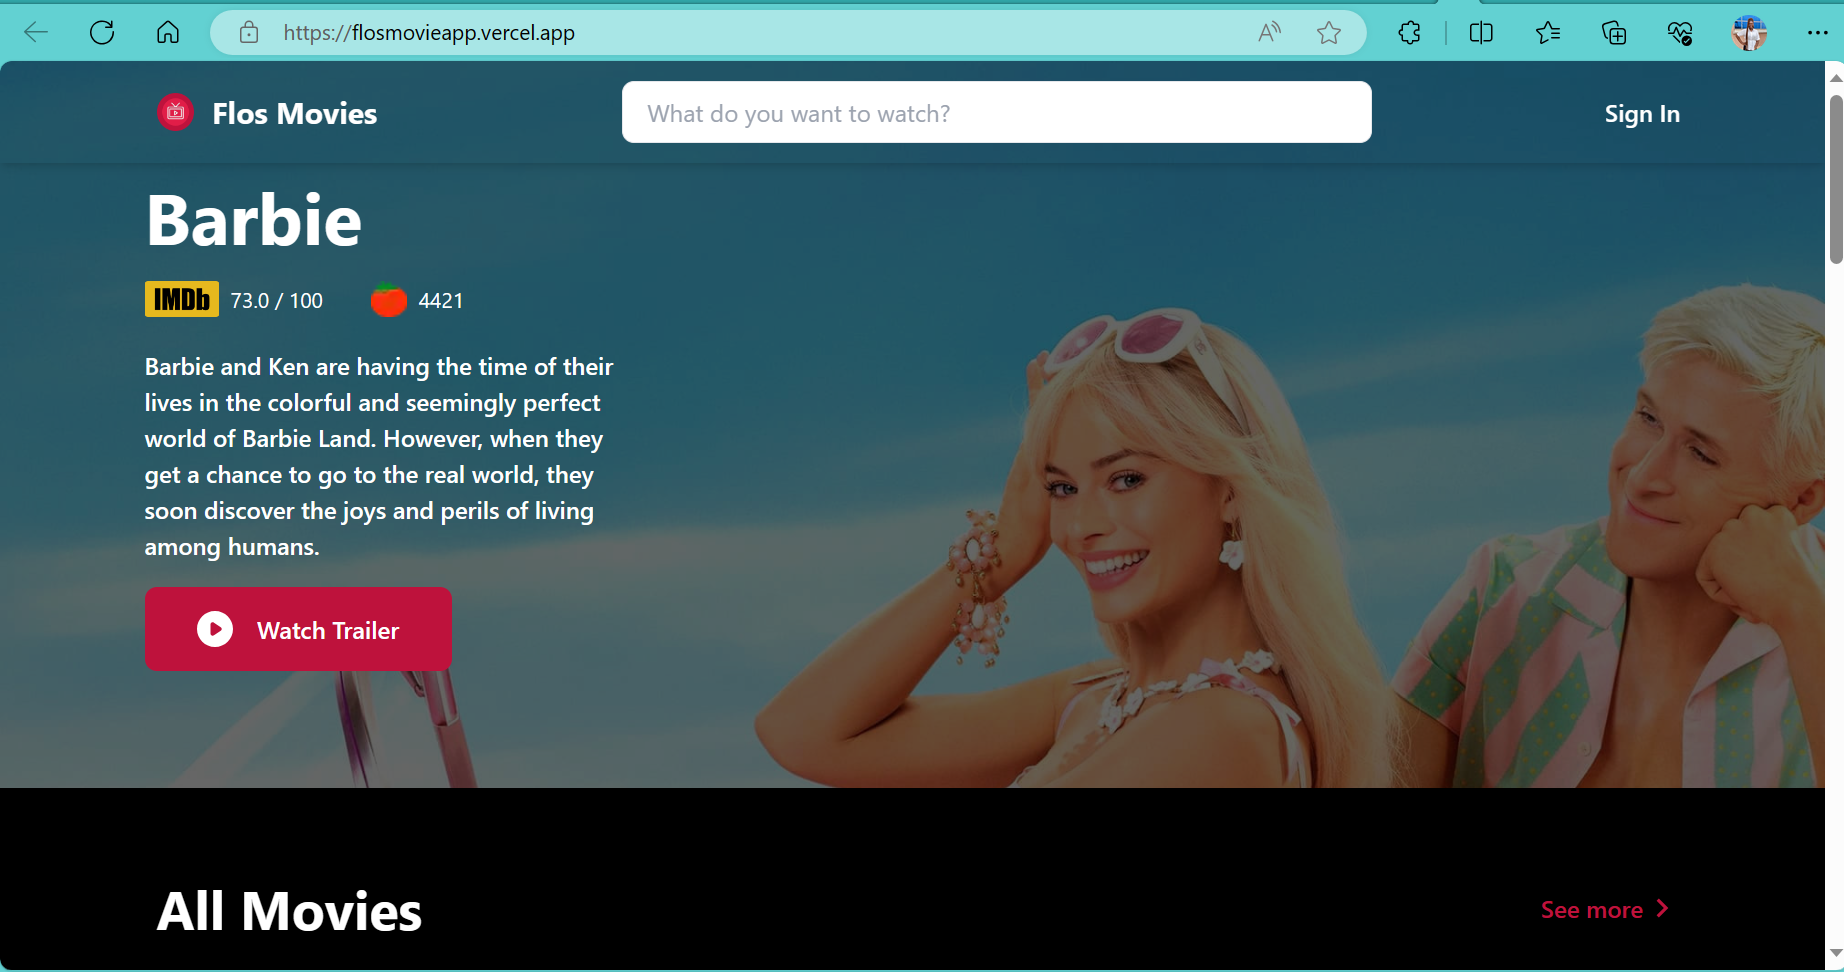 https://flosmovieapp.vercel.app
Flos Movies
What do you want to watch?
Sign In
Barbie
IMDb 73.0 / 100 4421
Barbie and Ken are having the time of their
lives in the colorful and seemingly perfect
world of Barbie Land. However, when they
get a chance to go to the real world, they
soon discover the joys and perils of living
among humans.
Watch Trailer
All Movies
See more